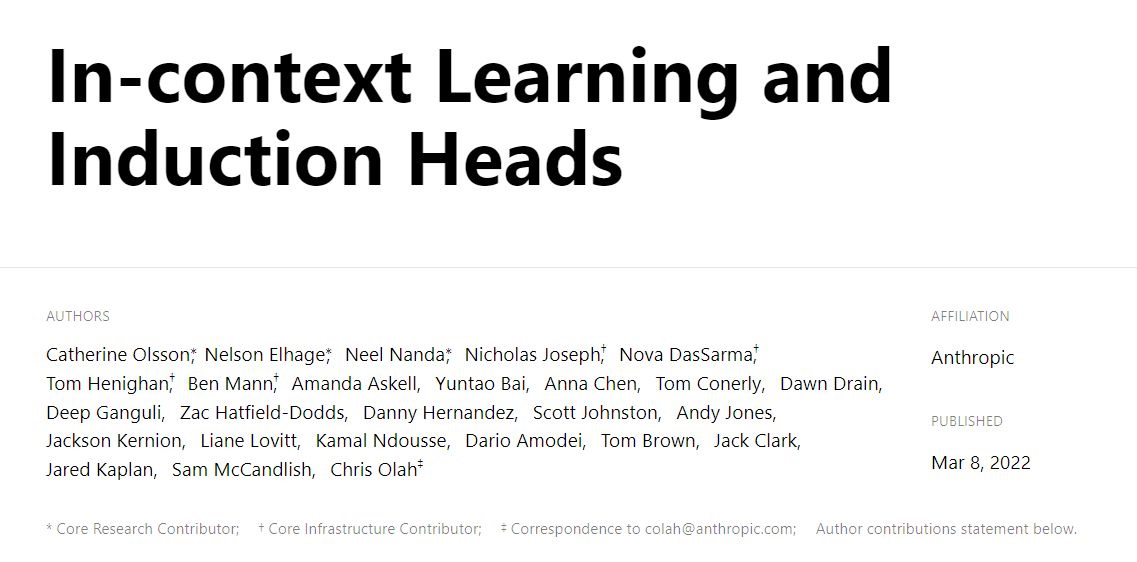 In-context Learning and
Induction Heads
AUTHORS
Catherine Olsson,* Nelson Elhage,* Neel Nanda,* Nicholas Joseph,† Nova DasSarma,†
Tom Henighan,† Ben Mann,† Amanda Askell, Yuntao Bai, Anna Chen, Tom Conerly, Dawn Drain,
Deep Ganguli, Zac Hatfield-Dodds, Danny Hernandez, Scott Johnston, Andy Jones,
Jackson Kernion, Liane Lovitt, Kamal Ndousse, Dario Amodei, Tom Brown, Jack Clark,
Jared Kaplan, Sam McCandlish, Chris Olah‡
AFFILIATION
Anthropic
PUBLISHED
Mar 8, 2022
* Core Research Contributor; † Core Infrastructure Contributor; ‡ Correspondence to colah@anthropic.com; Author contributions statement below.